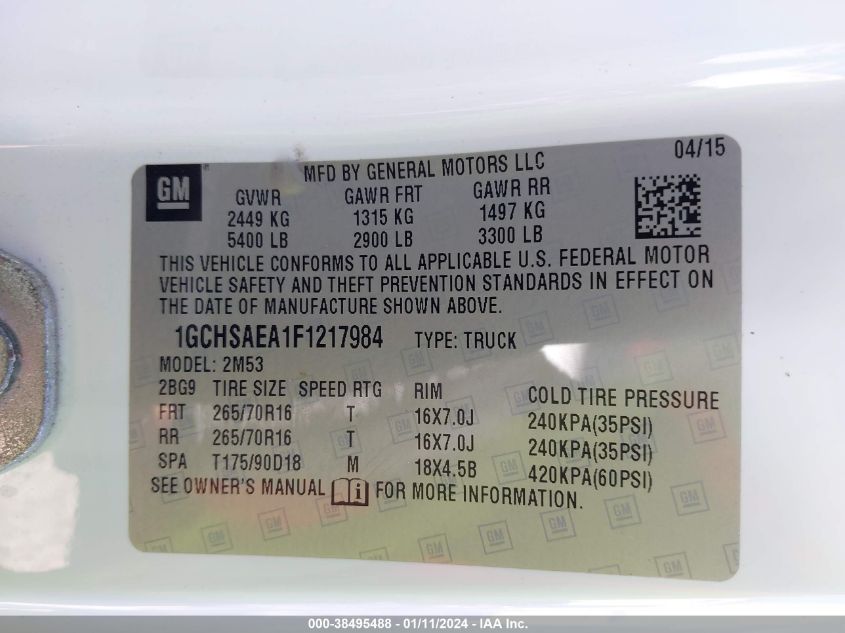 GM
MFD BY GENERAL MOTORS LLC
04/15
GVWR GAWR FRT GAWR RR
2449 KG 1315 KG 1497 KG
5400 LB 2900 LB 3300 LB
THIS VEHICLE CONFORMS TO ALL APPLICABLE U.S. FEDERAL MOTOR
VEHICLE SAFETY AND THEFT PREVENTION STANDARDS IN EFFECT ON
THE DATE OF MANUFACTURE SHOWN ABOVE.
1GCHSAEA1F1217984 TYPE: TRUCK
MODEL: 2M53
2BG9 TIRE SIZE SPEED RTG RIM COLD TIRE PRESSURE
FRT 265/70R16 T 16X7.0J 240KPA(35PSI)
RR 265/70R16 T 16X7.0J 240KPA(35PSI)
SPA T175/90D18 M 18X4.5B 420KPA(60PSI)
SEE OWNER'S MANUAL FOR MORE INFORMATION.
000-38495488 - 01/11/2024 - IAA Inc.